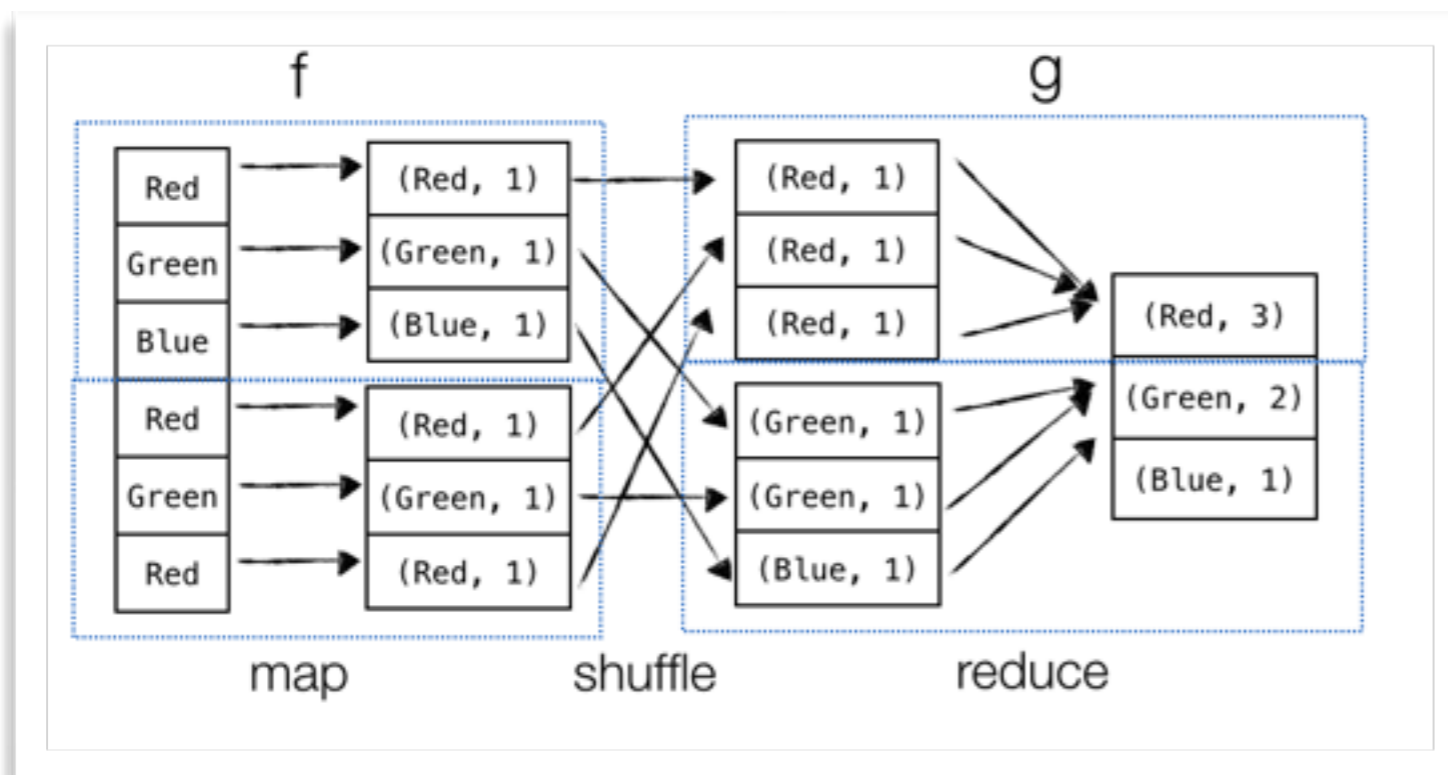 f
g
Red
Green
Blue
Red
Green
Red
(Red, 1)
(Green, 1)
(Blue, 1)
(Red, 1)
(Green, 1)
(Red, 1)
(Red, 1)
(Red, 1)
(Red, 1)
(Green, 1)
(Green, 1)
(Blue, 1)
(Red, 3)
(Green, 2)
(Blue, 1)
map
shuffle
reduce